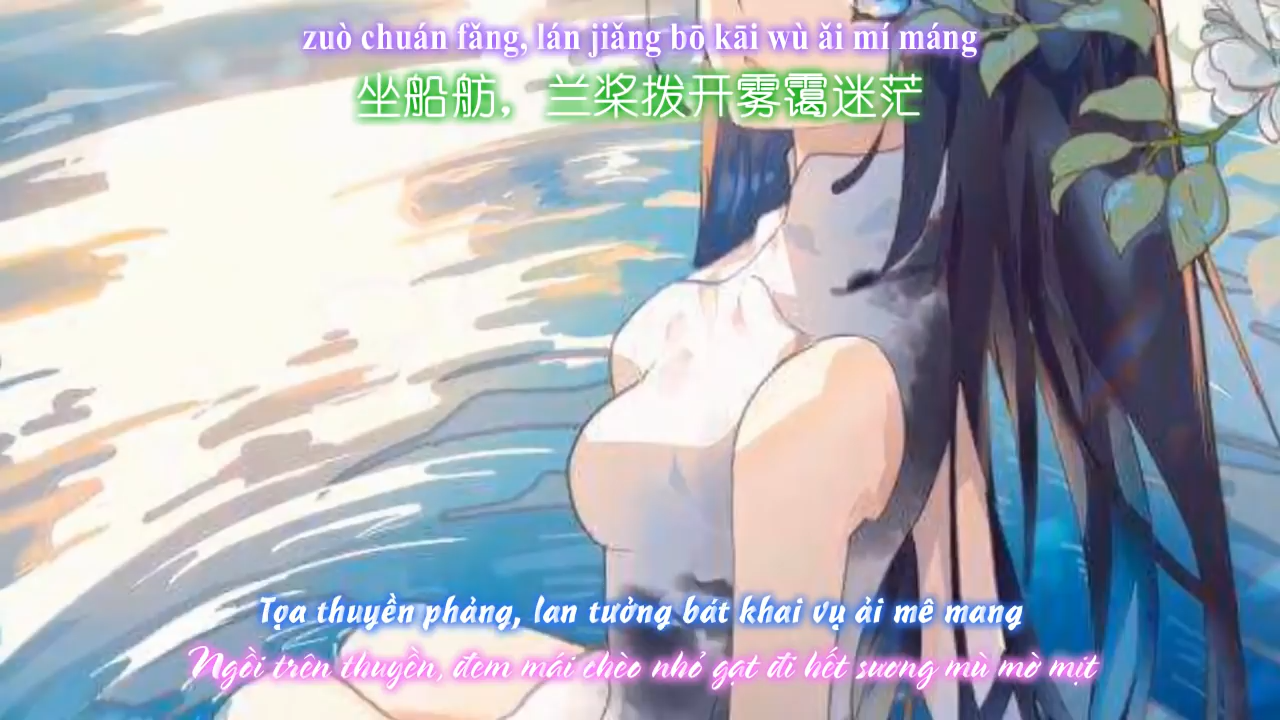 zuò chuán fǎng, lán jiǎng bō kāi wù ǎi mí máng
坐船舫，兰桨拨开雾霭迷茫
Tọa thuyền phảng, lan tưởng bát khai vụ ải mê mang
Ngồi trên thuyền, đem mái chèo nhỏ gạt đi hết sương mù mờ mịt